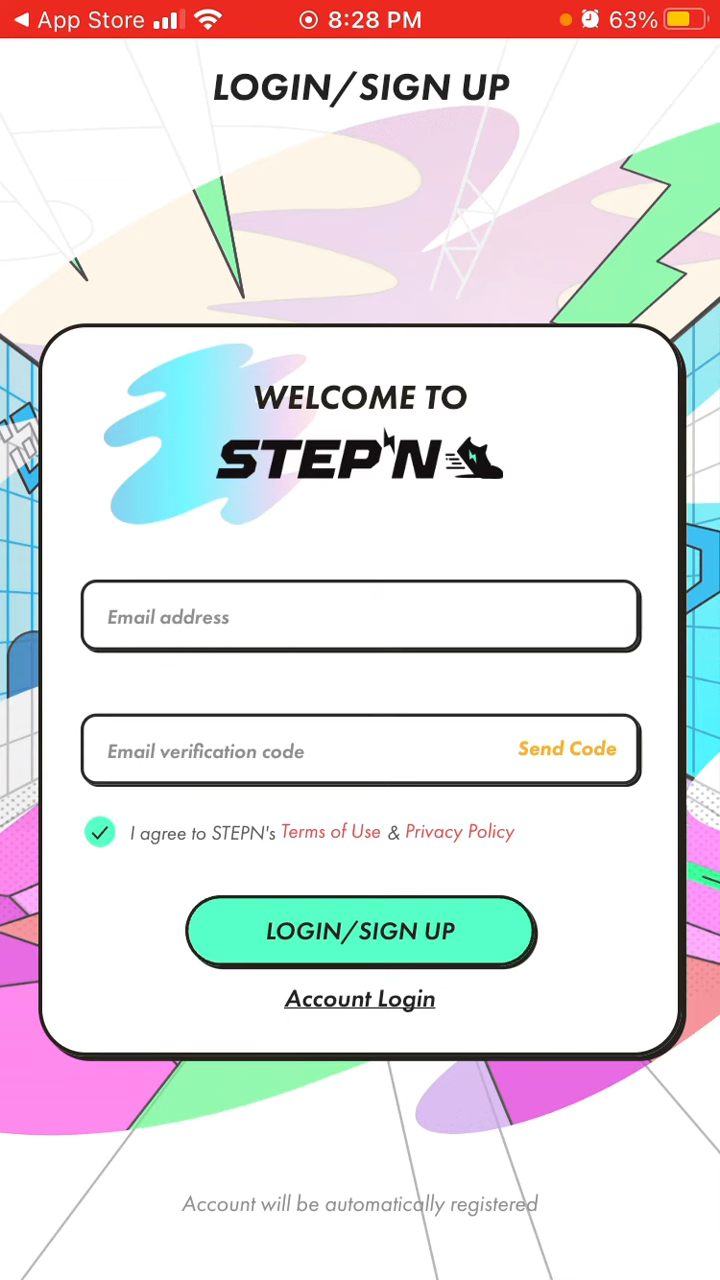 App Store 8:28 PM 63%
LOGIN/SIGN UP
WELCOME TO
STEP'N
Email address
Email verification code Send Code
I agree to STEPN's Terms of Use & Privacy Policy
LOGIN/SIGN UP
Account Login
Account will be automatically registered